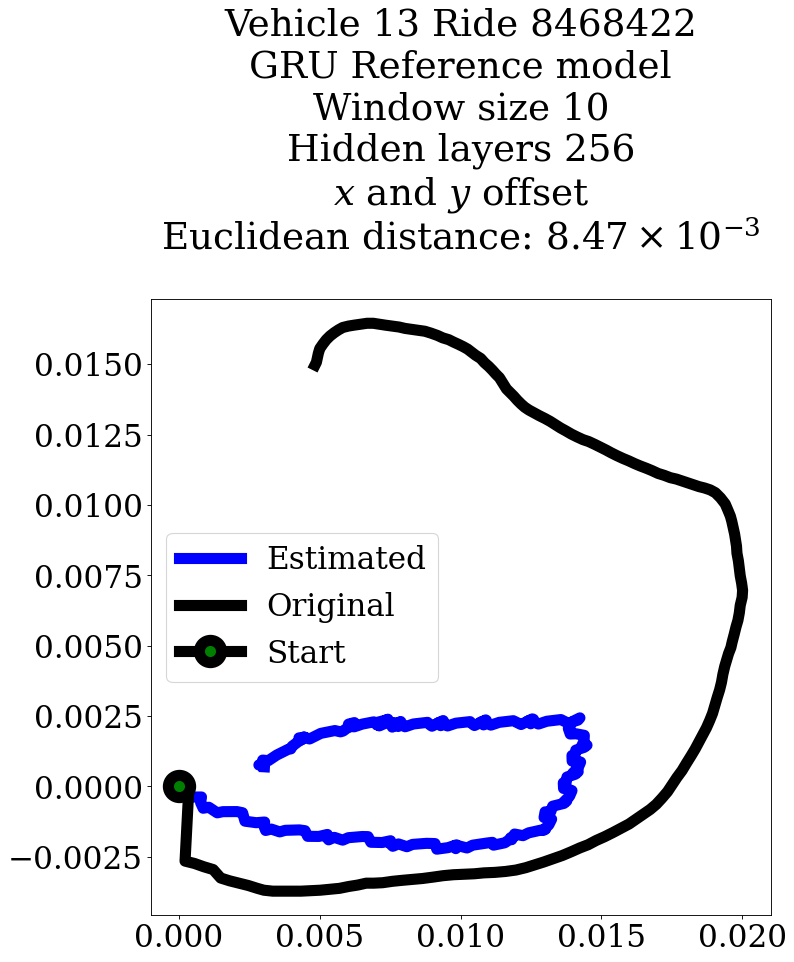 Vehicle 13 Ride 8468422
GRU Reference model
Window size 10
Hidden layers 256
x and y offset
Euclidean distance: 8.47 × 10⁻³
0.0150
0.0125
0.0100
0.0075
0.0050
0.0025
0.0000
−0.0025
Estimated
Original
Start
0.000 0.005 0.010 0.015 0.020